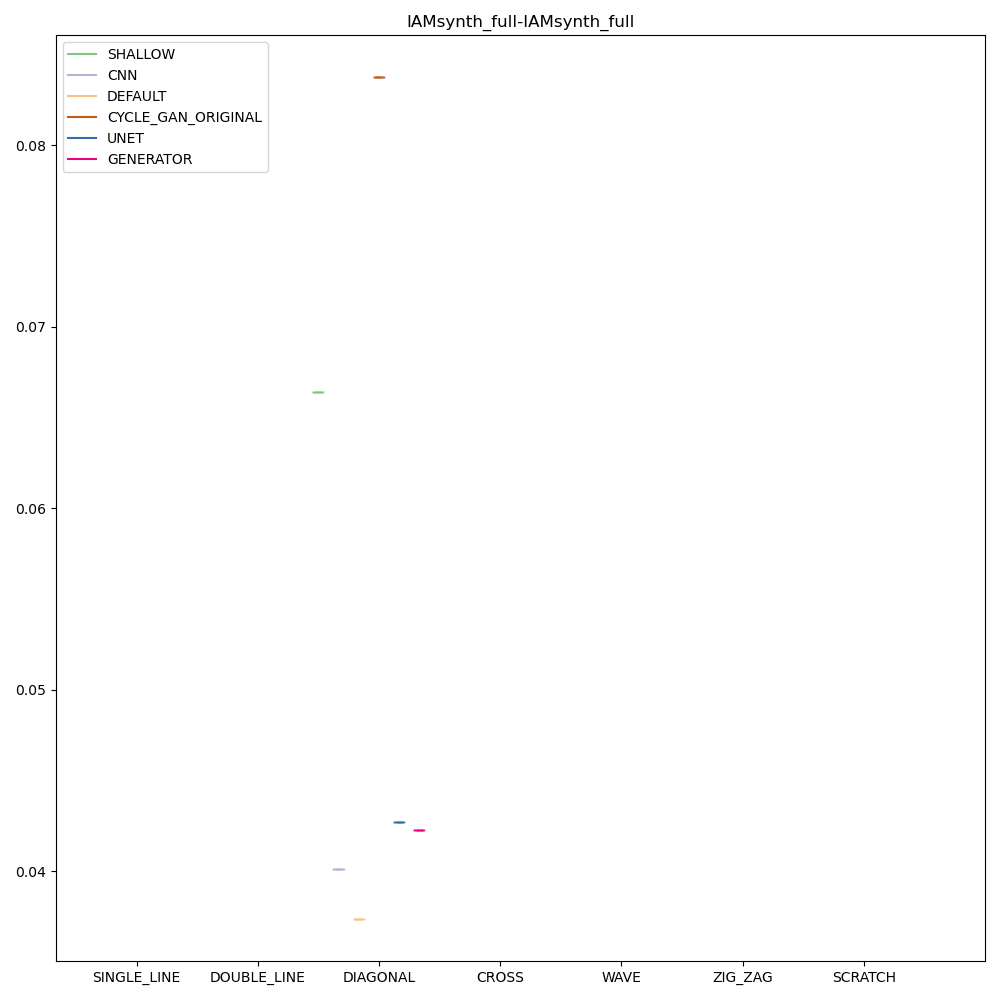 IAMsynth_full-IAMsynth_full
SHALLOW
CNN
DEFAULT
CYCLE_GAN_ORIGINAL
UNET
GENERATOR
0.08
0.07
0.06
0.05
0.04
SINGLE_LINE DOUBLE_LINE DIAGONAL CROSS WAVE ZIG_ZAG SCRATCH